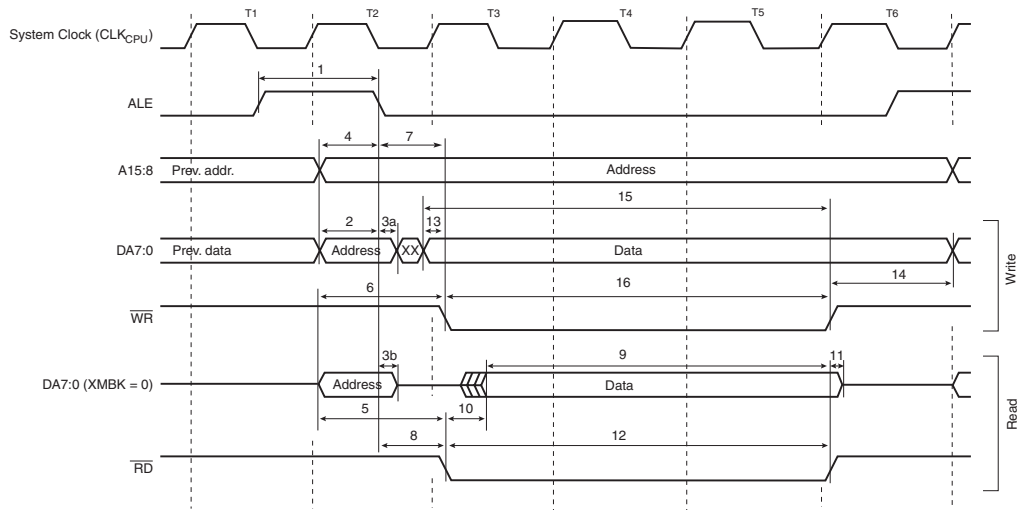 T1 T2 T3 T4 T5 T6
System Clock (CLKCPU)
1
ALE
4 7
A15:8 Prev. addr. Address
15
2 3a 13
DA7:0 Prev. data Address XX Data
14
6 16
WR
Write
3b 9 11
DA7:0 (XMBK = 0) Address Data
5 10
8 12
RD
Read